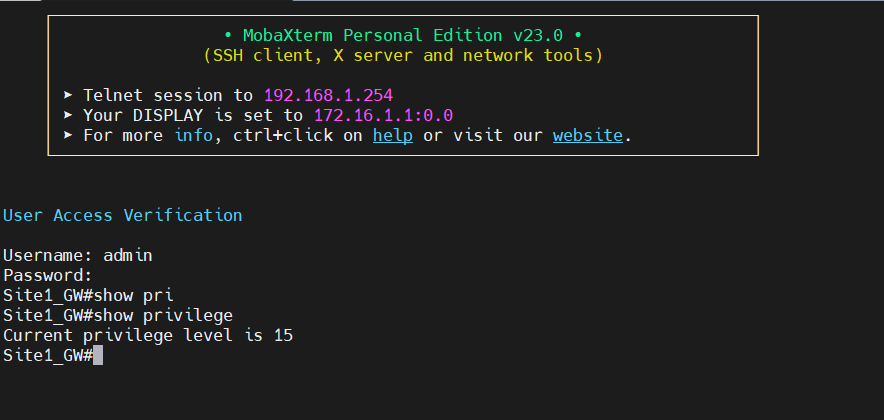 • MobaXterm Personal Edition v23.0 •
(SSH client, X server and network tools)
➤ Telnet session to 192.168.1.254
➤ Your DISPLAY is set to 172.16.1.1:0.0
➤ For more info, ctrl+click on help or visit our website.
User Access Verification
Username: admin
Password:
Site1_GW#show pri
Site1_GW#show privilege
Current privilege level is 15
Site1_GW#